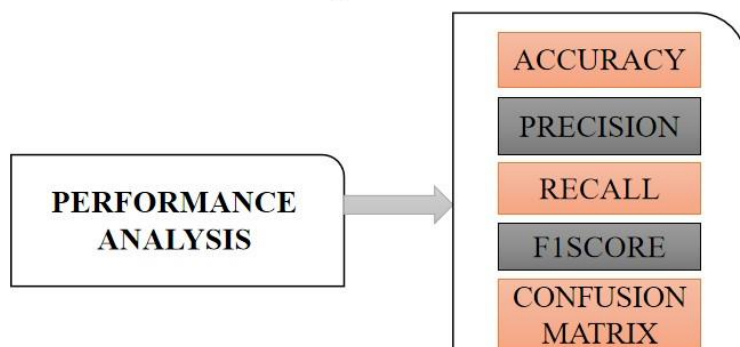 PERFORMANCE
ANALYSIS
ACCURACY
PRECISION
RECALL
F1SCORE
CONFUSION
MATRIX